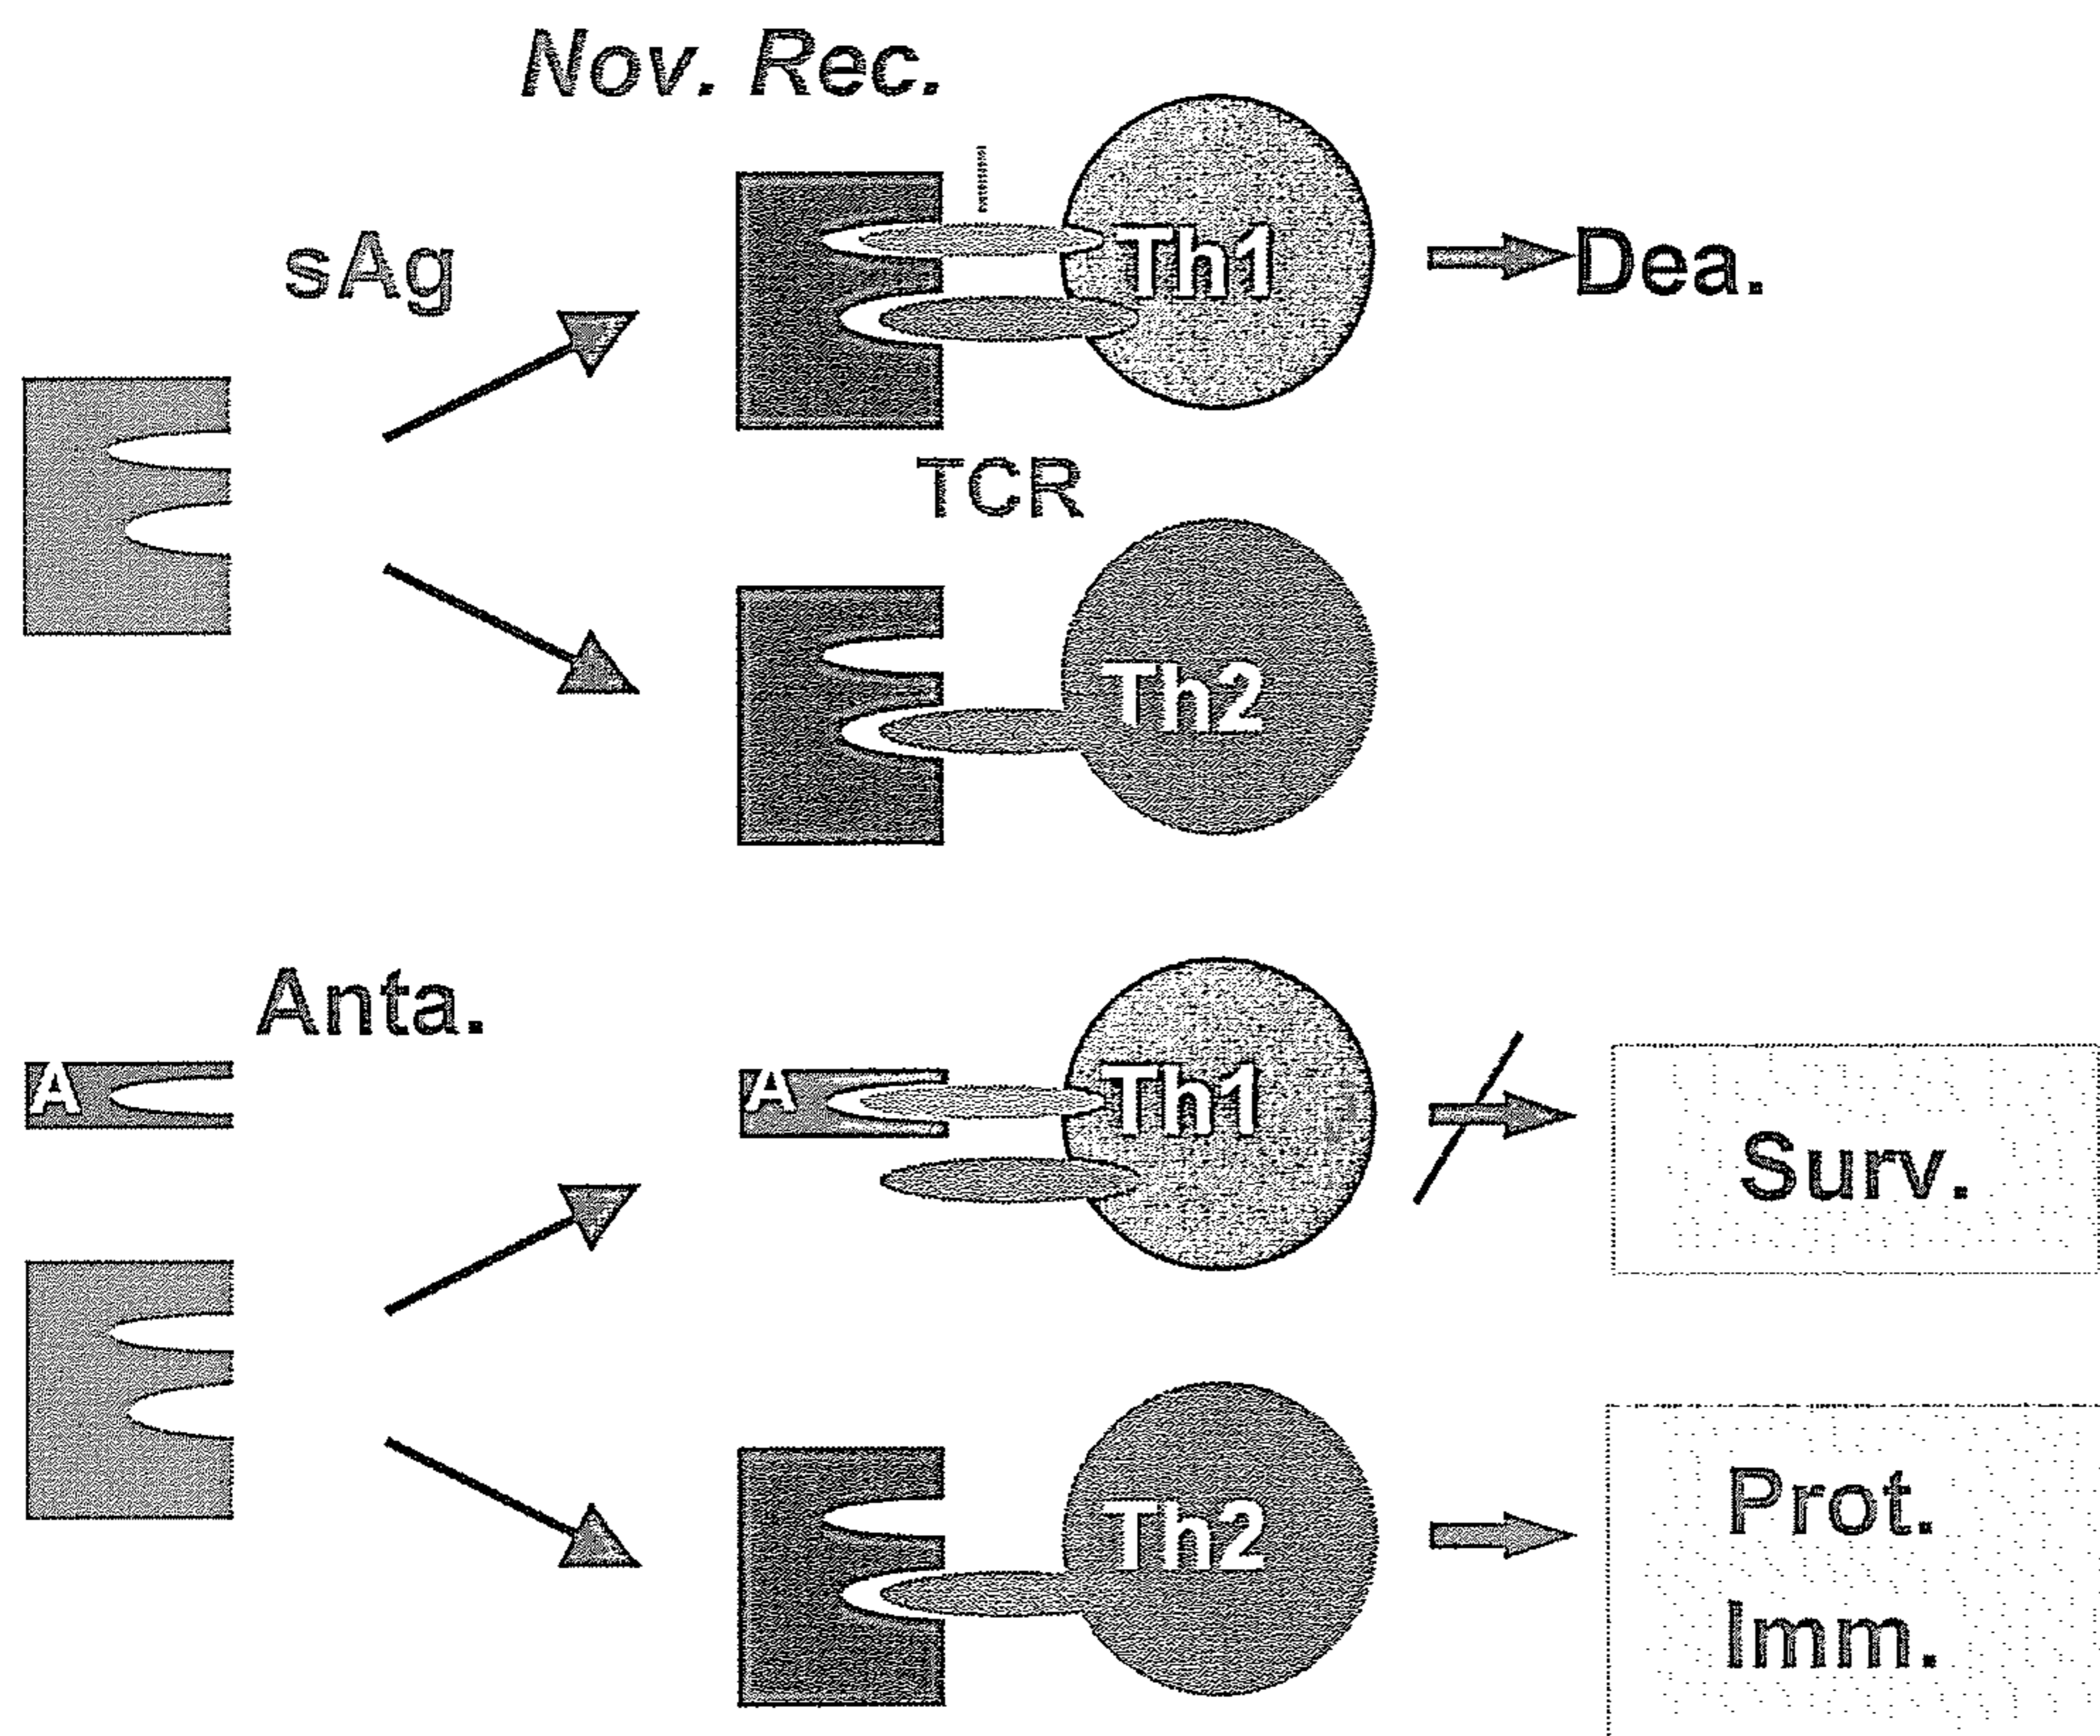 Nov. Rec.
sAg
Th1
Dea.
TCR
Th2
Anta.
A
A
Th1
Surv.
Th2
Prot.
Imm.